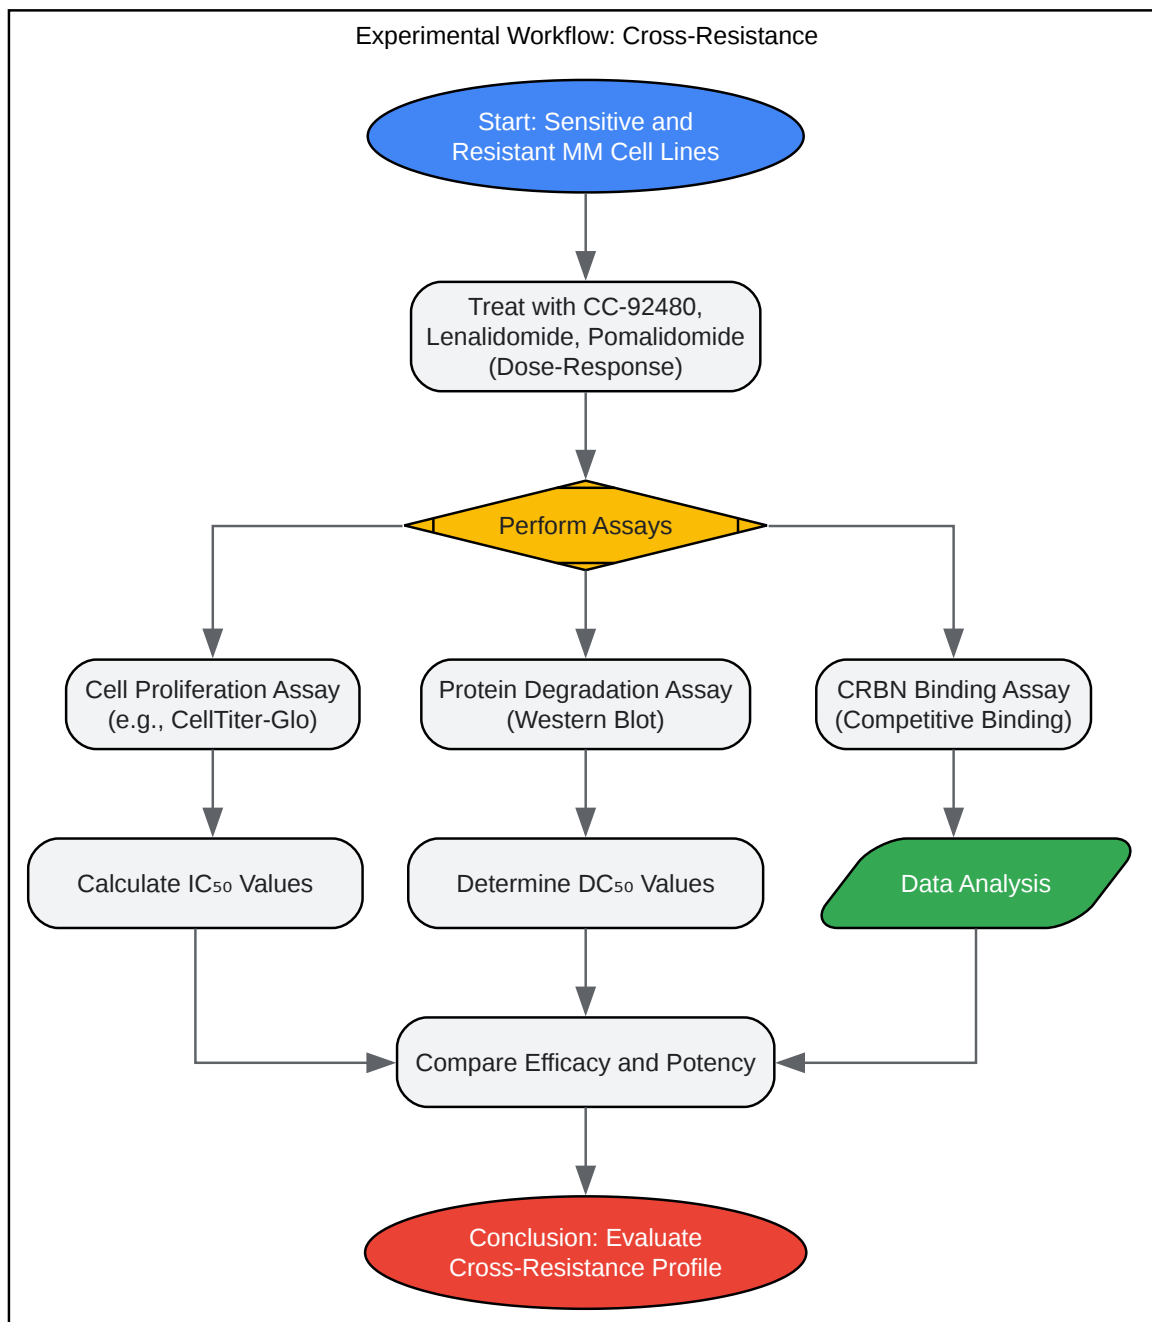 Experimental Workflow: Cross-Resistance
Start: Sensitive and
Resistant MM Cell Lines
Treat with CC-92480,
Lenalidomide, Pomalidomide
(Dose-Response)
Perform Assays
Cell Proliferation Assay
(e.g., CellTiter-Glo)
Protein Degradation Assay
(Western Blot)
CRBN Binding Assay
(Competitive Binding)
Calculate IC₅₀ Values
Determine DC₅₀ Values
Data Analysis
Compare Efficacy and Potency
Conclusion: Evaluate
Cross-Resistance Profile